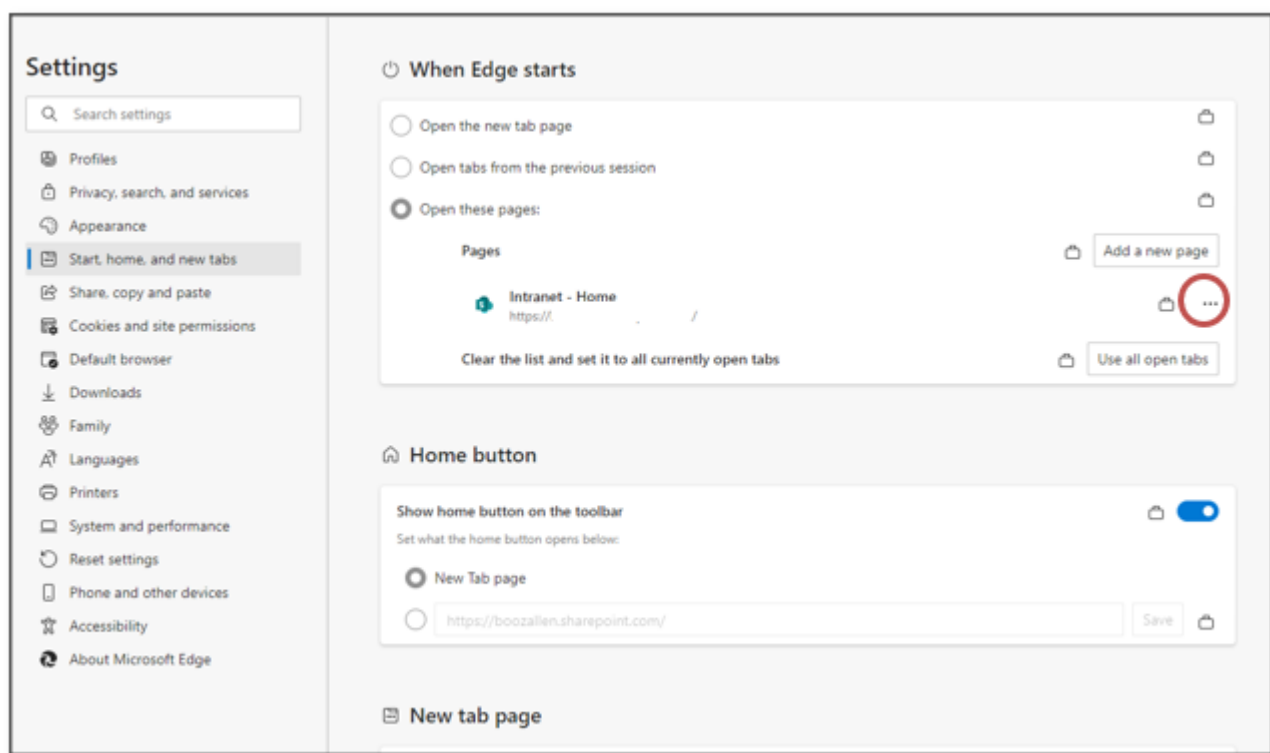 Settings
Search settings
Profiles
Privacy, search, and services
Appearance
Start, home, and new tabs
Share, copy and paste
Cookies and site permissions
Default browser
Downloads
Family
Languages
Printers
System and performance
Reset settings
Phone and other devices
Accessibility
About Microsoft Edge
When Edge starts
Open the new tab page
Open tabs from the previous session
Open these pages:
Pages
Add a new page
Intranet - Home
https://. . /
Clear the list and set it to all currently open tabs
Use all open tabs
Home button
Show home button on the toolbar
Set what the home button opens below:
New Tab page
https://boozallen.sharepoint.com/
Save
New tab page